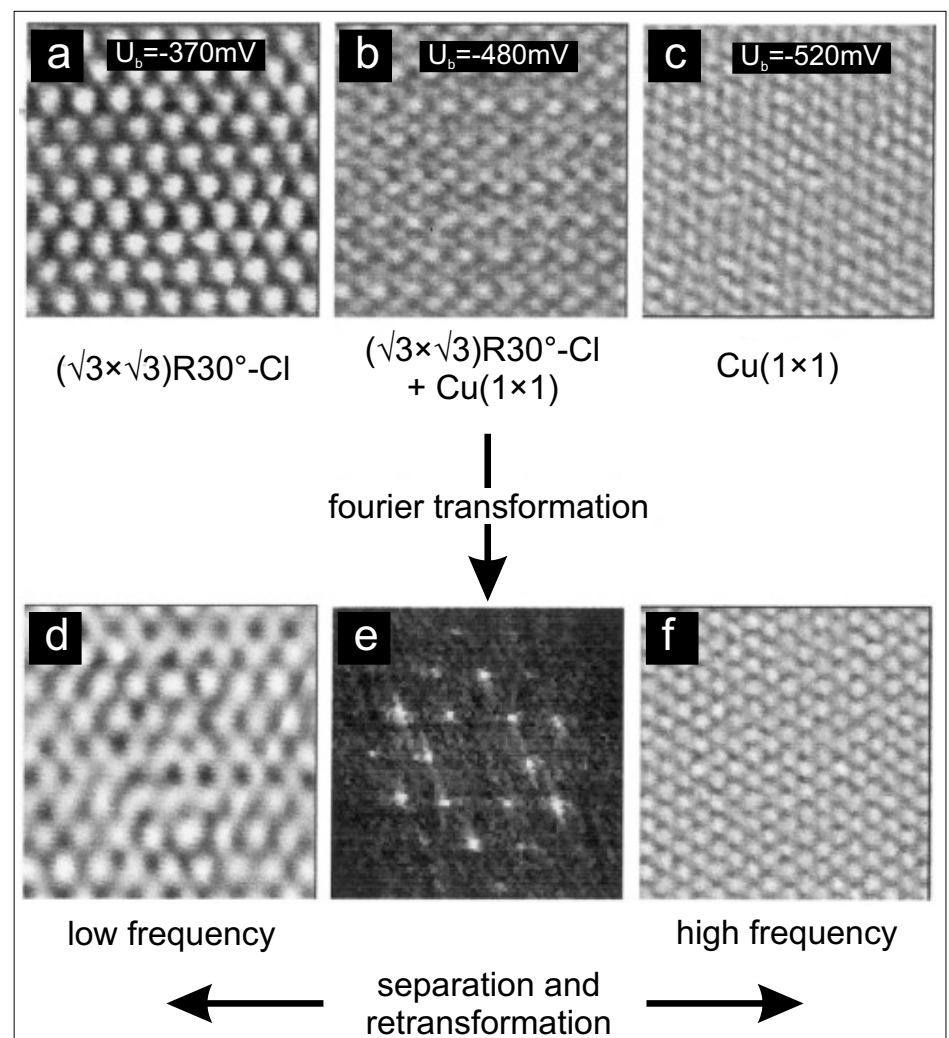 a
U_b=-370mV
b
U_b=-480mV
c
U_b=-520mV
(√3×√3)R30°-Cl
(√3×√3)R30°-Cl
+ Cu(1×1)
Cu(1×1)
fourier transformation
d
e
f
low frequency
high frequency
separation and
retransformation